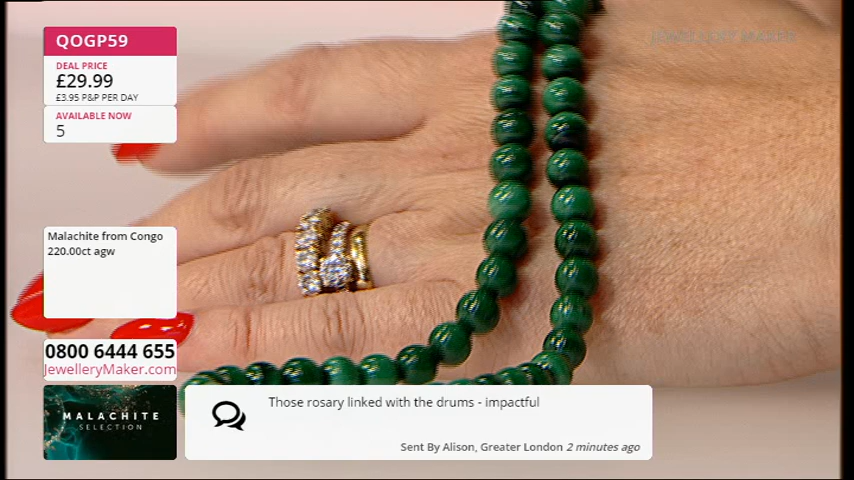 QOGP59
DEAL PRICE
£29.99
£3.95 P&P PER DAY
AVAILABLE NOW
5
JEWELLERY MAKER
Malachite from Congo
220.00ct agw
0800 6444 655
JewelleryMaker.com
MALACHITE
SELECTION
Those rosary linked with the drums - impactful
Sent By Alison, Greater London 2 minutes ago